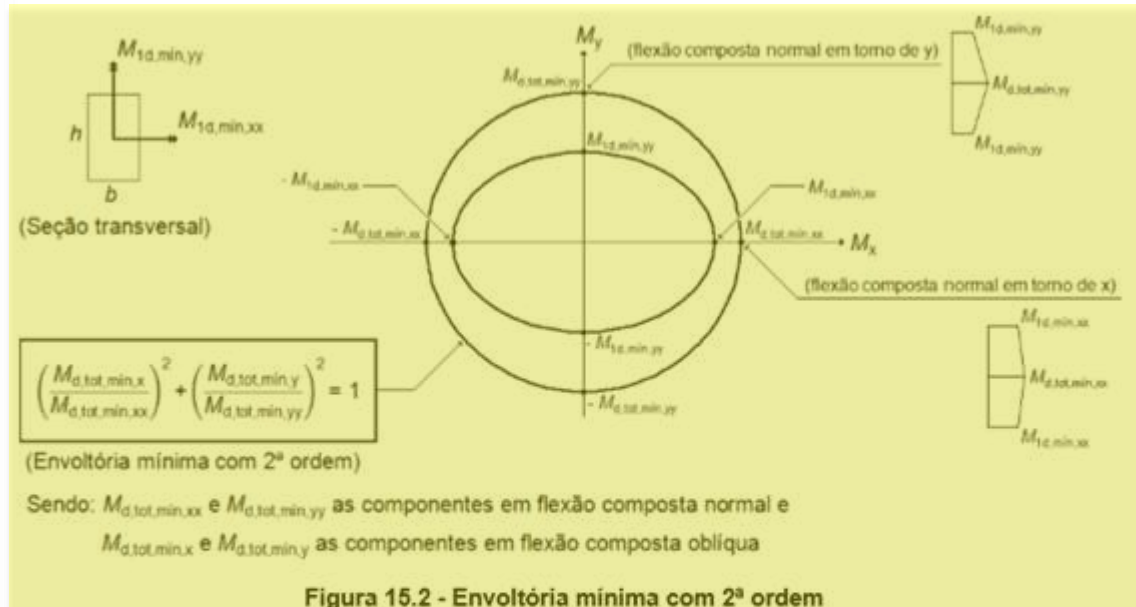 M1d,min,yy
M1d,min,xx
h
b
(Seção transversal)
My
Md,tot,min,yy
(flexão composta normal em torno de y)
M1d,min,yy
Md,tot,min,yy
M1d,min,yy
M1d,min,yy
- M1d,min,xx
M1d,min,xx
- Md,tot,min,xx
Md,tot,min,xx
Mx
(flexão composta normal em torno de x)
- M1d,min,yy
- Md,tot,min,yy
M1d,min,xx
Md,tot,min,xx
M1d,min,xx
(Md,tot,min,x / Md,tot,min,xx)² + (Md,tot,min,y / Md,tot,min,yy)² = 1
(Envoltória mínima com 2ª ordem)
Sendo: Md,tot,min,xx e Md,tot,min,yy as componentes em flexão composta normal e
Md,tot,min,x e Md,tot,min,y as componentes em flexão composta oblíqua
Figura 15.2 - Envoltória mínima com 2ª ordem